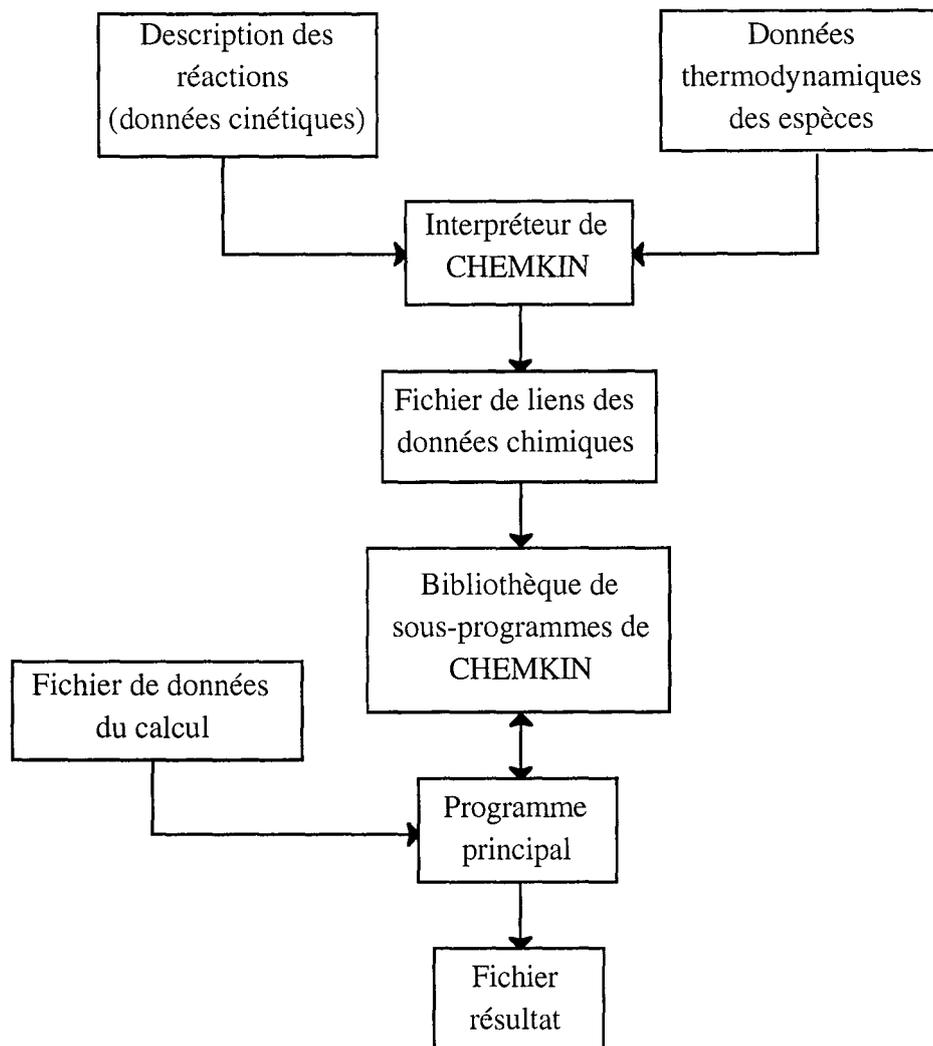 Description des
réactions
(données cinétiques)
Données
thermodynamiques
des espèces
Interpréteur de
CHEMKIN
Fichier de liens des
données chimiques
Bibliothèque de
sous-programmes de
CHEMKIN
Fichier de données
du calcul
Programme
principal
Fichier
résultat